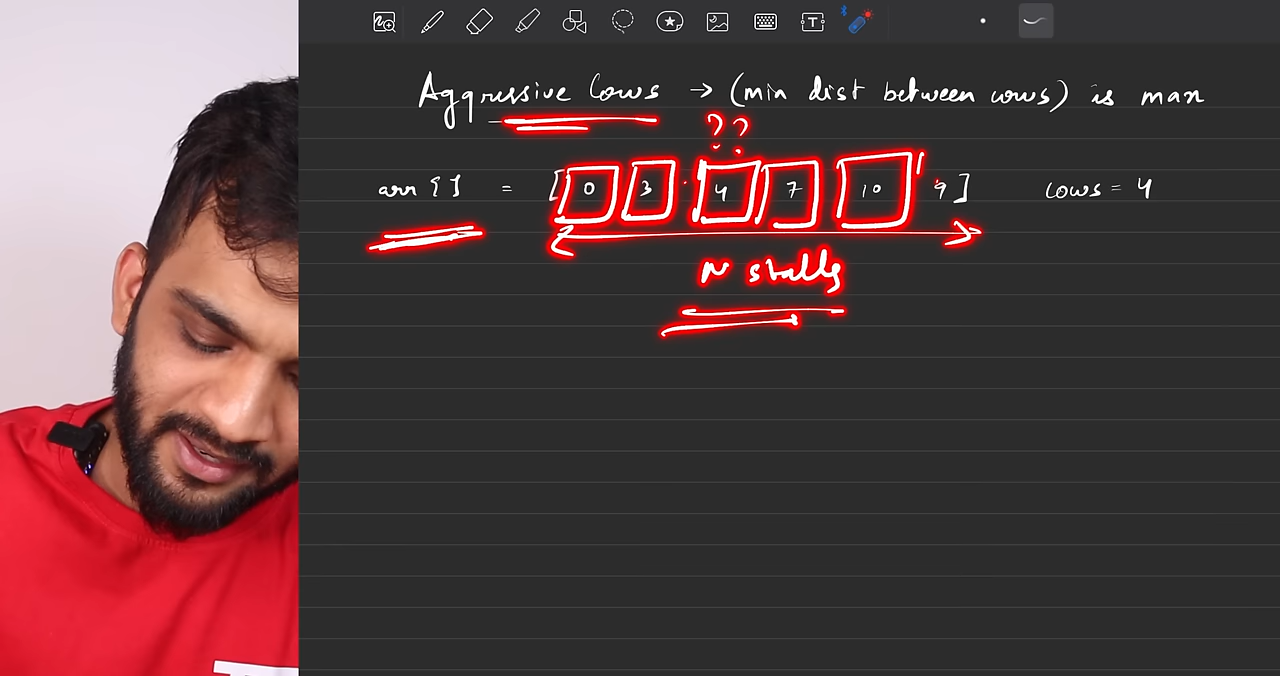 Aggressive Cows → (min dist between cows) is max
??
arr [ ] = [ 0 3 4 7 10 9 ] cows = 4
N stalls